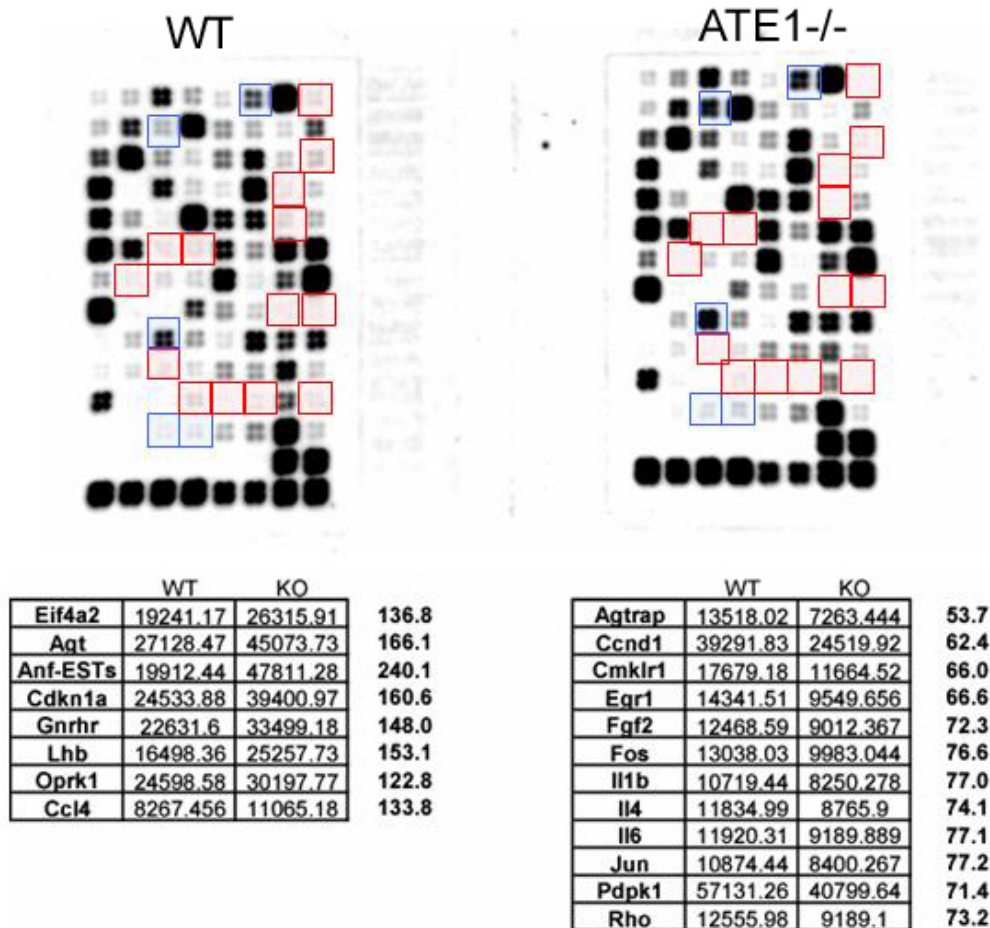 WT
ATE1-/-
WT KO
Eif4a2 19241.17 26315.91 136.8
Agt 27128.47 45073.73 166.1
Anf-ESTs 19912.44 47811.28 240.1
Cdkn1a 24533.88 39400.97 160.6
Gnrhr 22631.6 33499.18 148.0
Lhb 16498.36 25257.73 153.1
Oprk1 24598.58 30197.77 122.8
Ccl4 8267.456 11065.18 133.8
WT KO
Agtrap 13518.02 7263.444 53.7
Ccnd1 39291.83 24519.92 62.4
Cmklr1 17679.18 11664.52 66.0
Egr1 14341.51 9549.656 66.6
Fgf2 12468.59 9012.367 72.3
Fos 13038.03 9983.044 76.6
Il1b 10719.44 8250.278 77.0
Il4 11834.99 8765.9 74.1
Il6 11920.31 9189.889 77.1
Jun 10874.44 8400.267 77.2
Pdpk1 57131.26 40799.64 71.4
Rho 12555.98 9189.1 73.2